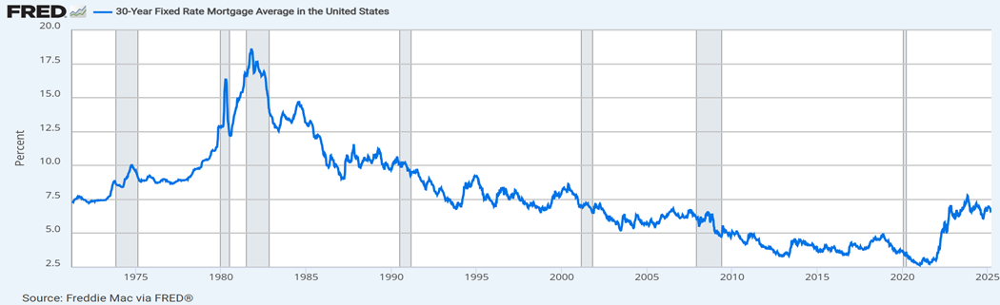 FRED 30-Year Fixed Rate Mortgage Average in the United States
20.0
17.5
15.0
12.5
10.0
7.5
5.0
2.5
Percent
1975 1980 1985 1990 1995 2000 2005 2010 2015 2020 2025
Source: Freddie Mac via FRED®